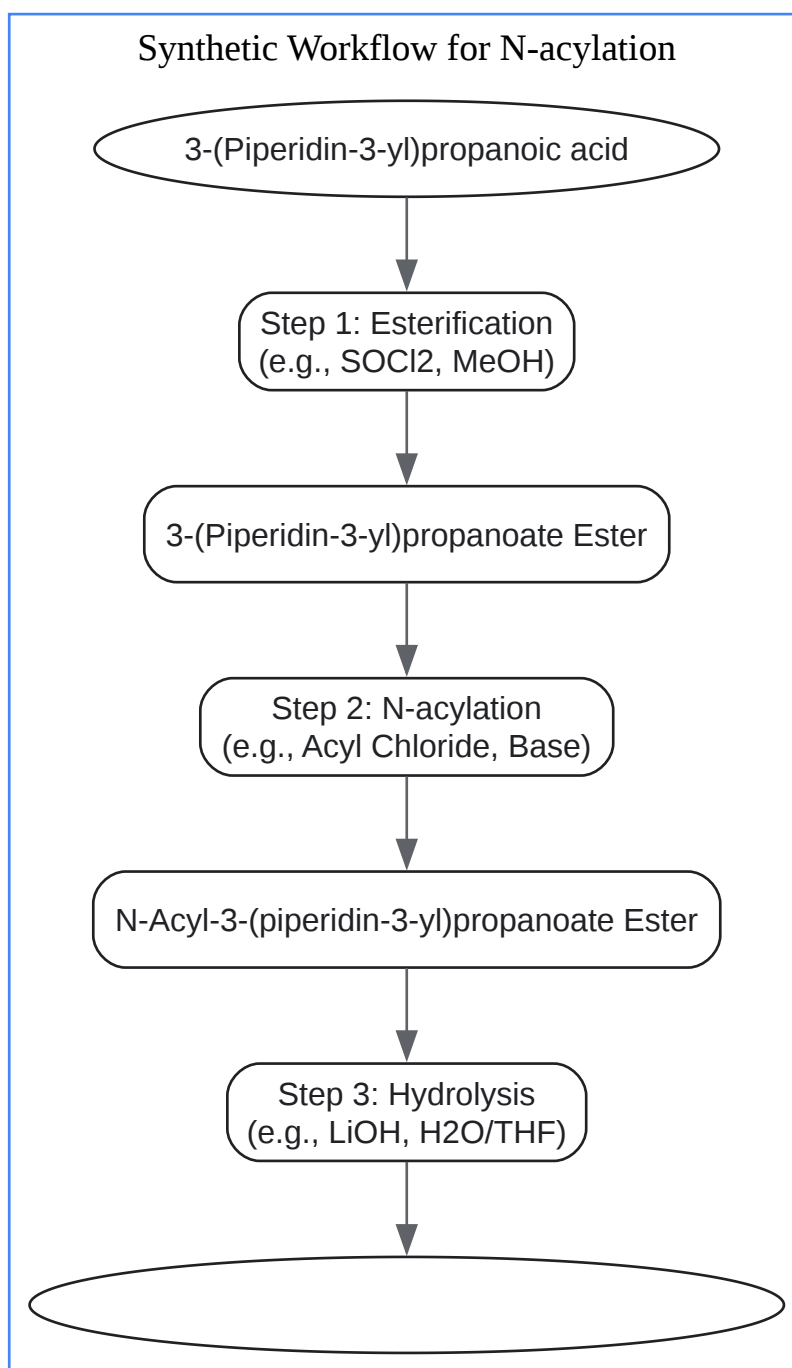 Synthetic Workflow for N-acylation
3-(Piperidin-3-yl)propanoic acid
Step 1: Esterification
(e.g., SOCl2, MeOH)
3-(Piperidin-3-yl)propanoate Ester
Step 2: N-acylation
(e.g., Acyl Chloride, Base)
N-Acyl-3-(piperidin-3-yl)propanoate Ester
Step 3: Hydrolysis
(e.g., LiOH, H2O/THF)